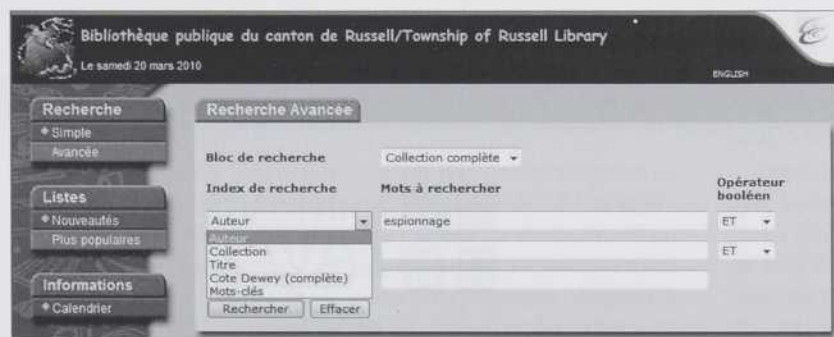 Bibliothèque publique du canton de Russell/Township of Russell Library
Le samedi 20 mars 2010
ENGLISH
Recherche
Simple
Avancée
Listes
Nouveautés
Plus populaires
Informations
Calendrier
Recherche Avancée
Bloc de recherche Collection complète
Index de recherche Mots à rechercher Opérateur booléen
Auteur espionnage ET
Auteur
Collection ET
Titre
Cote Dewey (complète)
Mots-clés
Rechercher Effacer